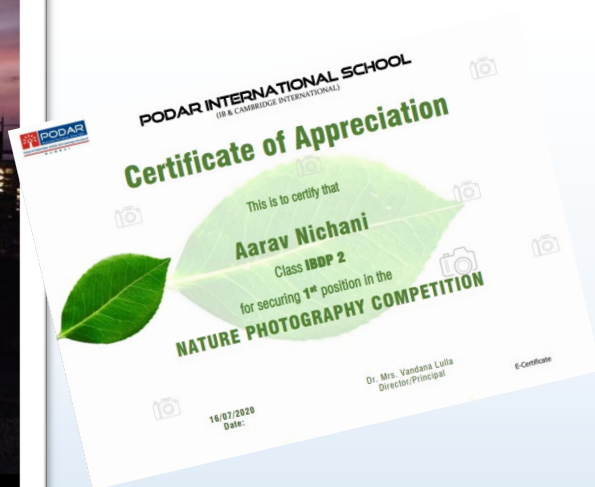 PODAR INTERNATIONAL SCHOOL
(IB & CAMBRIDGE INTERNATIONAL)
PODAR
Certificate of Appreciation
This is to certify that
Aarav Nichani
Class IBDP 2
for securing 1st position in the
NATURE PHOTOGRAPHY COMPETITION
Dr. Mrs. Vandana Lulla
Director/Principal
E-Certificate
16/07/2020
Date: